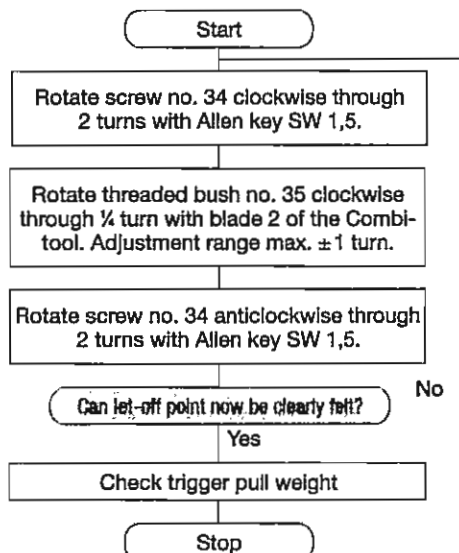 Start
Rotate screw no. 34 clockwise through
2 turns with Allen key SW 1,5.
Rotate threaded bush no. 35 clockwise
through ¼ turn with blade 2 of the Combi-
tool. Adjustment range max. ±1 turn.
Rotate screw no. 34 anticlockwise through
2 turns with Allen key SW 1,5.
Can let-off point now be clearly felt?
No
Yes
Check trigger pull weight
Stop